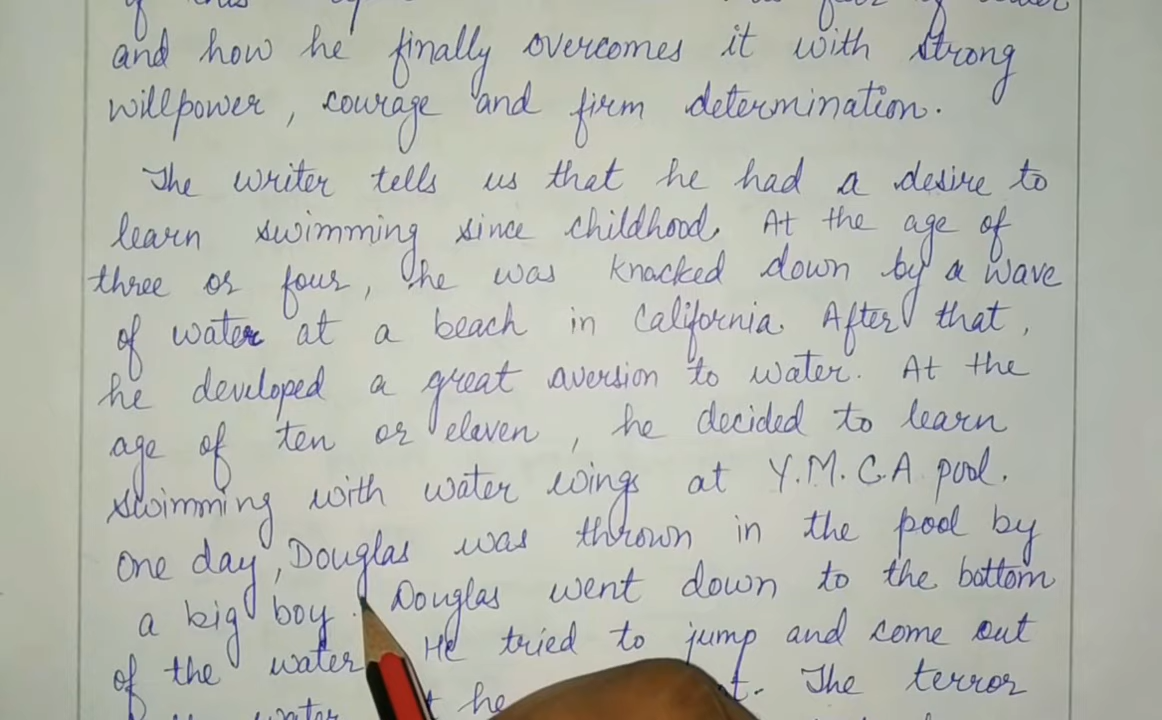 and how he finally overcomes it with strong
willpower, courage and firm determination.
The writer tells us that he had a desire to
learn swimming since childhood. At the age of
three or four, he was knacked down by a wave
of water at a beach in California. After that,
he developed a great aversion to water. At the
age of ten or eleven, he decided to learn
swimming with water wings at Y.M.C.A pool.
One day, Douglas was thrown in the pool by
a big boy. Douglas went down to the bottom
of the water. He tried to jump and come out
he The terror